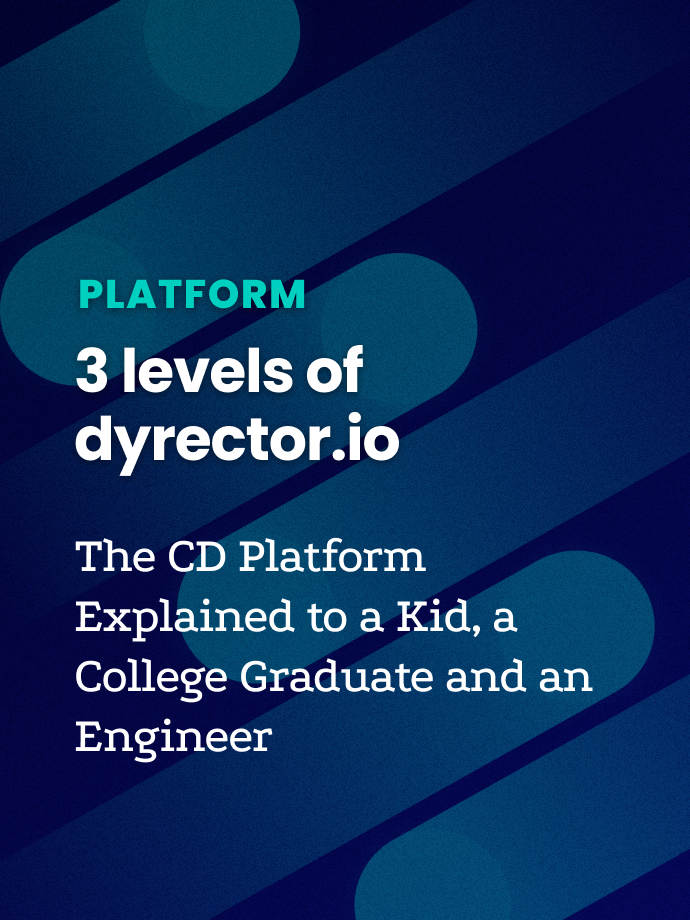 PLATFORM
3 levels of
dyrector.io
The CD Platform
Explained to a Kid, a
College Graduate and an
Engineer